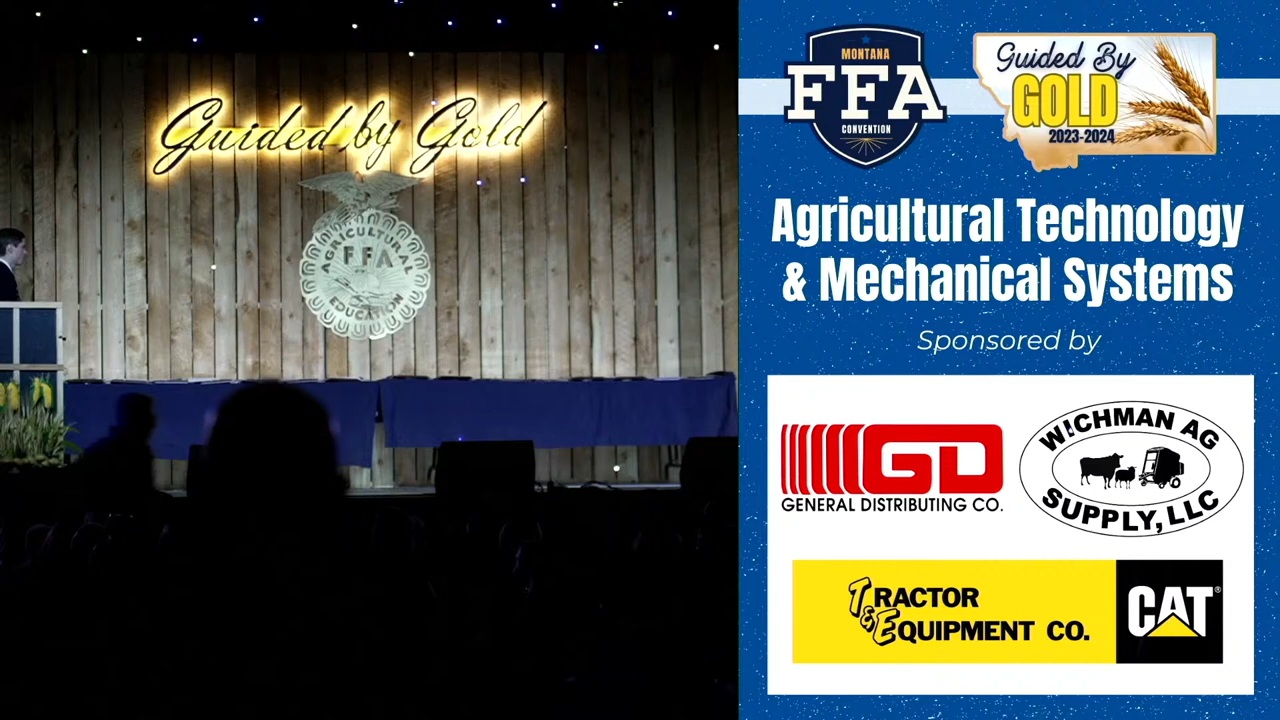 Guided by Gold
AGRICULTURAL
FFA
EDUCATION
MONTANA
FFA
CONVENTION
Guided By
GOLD
2023-2024
Agricultural Technology
& Mechanical Systems
Sponsored by
GD
GENERAL DISTRIBUTING CO.
WICHMAN AG
SUPPLY, LLC
TRACTOR
& EQUIPMENT CO.
CAT®